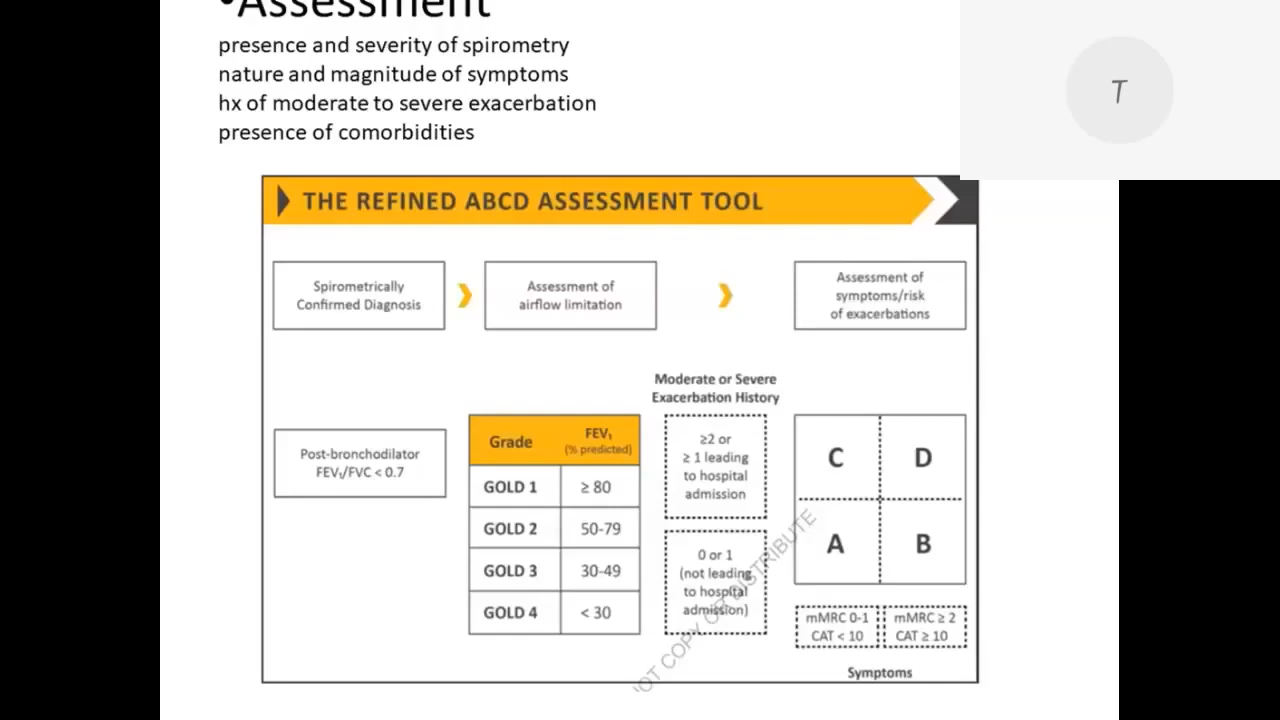 •Assessment
presence and severity of spirometry
nature and magnitude of symptoms
hx of moderate to severe exacerbation
presence of comorbidities
T
THE REFINED ABCD ASSESSMENT TOOL
Spirometrically
Confirmed Diagnosis
Assessment of
airflow limitation
Assessment of
symptoms/risk
of exacerbations
Post-bronchodilator
FEV₁/FVC < 0.7
Grade FEV₁
(% predicted)
GOLD 1 ≥ 80
GOLD 2 50-79
GOLD 3 30-49
GOLD 4 < 30
Moderate or Severe
Exacerbation History
≥2 or
≥ 1 leading
to hospital
admission
0 or 1
(not leading
to hospital
admission)
C D
A B
mMRC 0-1
CAT < 10
mMRC ≥ 2
CAT ≥ 10
Symptoms
COPY OR DISTRIBUTE